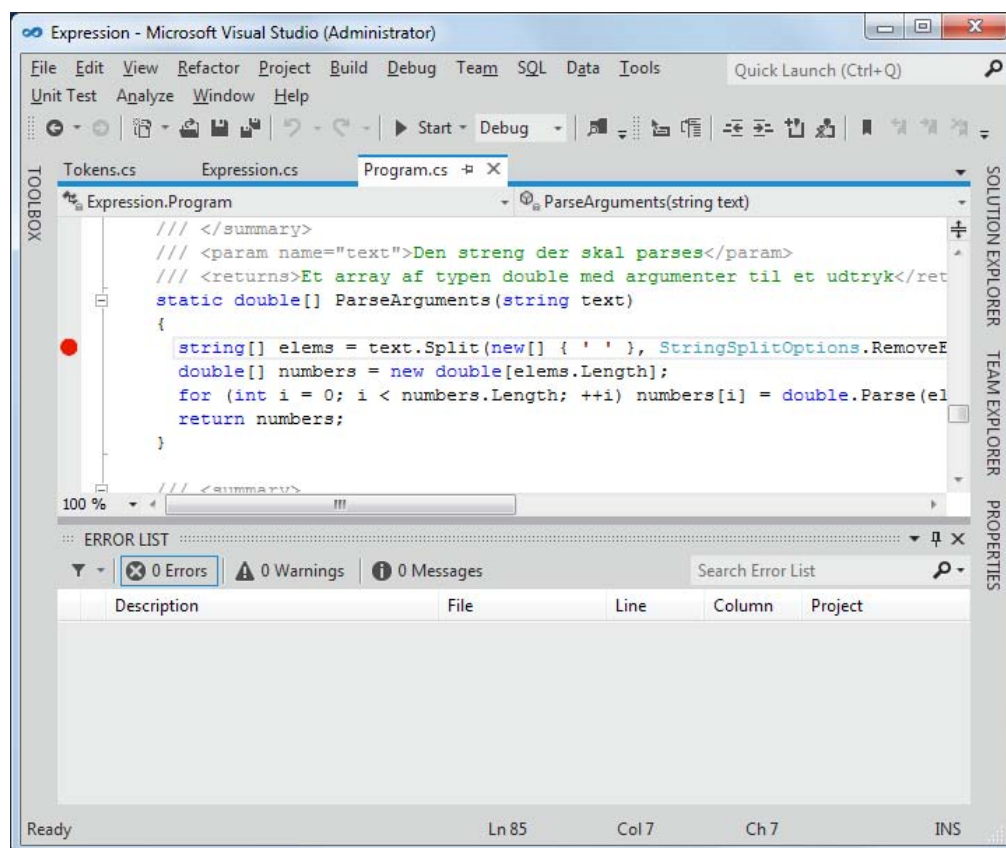 Expression - Microsoft Visual Studio (Administrator)
File Edit View Refactor Project Build Debug Team SQL Data Tools Quick Launch (Ctrl+Q)
Unit Test Analyze Window Help
Start Debug
TOOLBOX
Tokens.cs Expression.cs Program.cs
Expression.Program ParseArguments(string text)
/// </summary>
/// <param name="text">Den streng der skal parses</param>
/// <returns>Et array af typen double med argumenter til et udtryk</ret
static double[] ParseArguments(string text)
{
string[] elems = text.Split(new[] { ' ' }, StringSplitOptions.RemoveE
double[] numbers = new double[elems.Length];
for (int i = 0; i < numbers.Length; ++i) numbers[i] = double.Parse(el
return numbers;
}
/// <summary>
100 %
SOLUTION EXPLORER
TEAM EXPLORER
PROPERTIES
ERROR LIST
0 Errors 0 Warnings 0 Messages Search Error List
Description File Line Column Project
Ready Ln 85 Col 7 Ch 7 INS